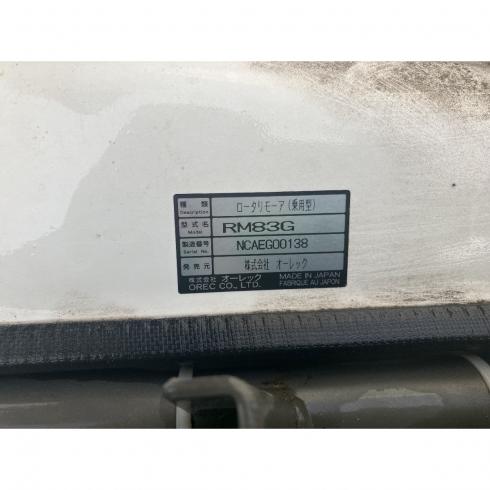 種類 ロータリモーア(乗用型)
Description
型式名 RM83G
Model
製造番号 NCAEG00138
Serial No.
発売元 株式会社 オーレック
株式会社 オーレック MADE IN JAPAN
OREC CO., LTD. FABRIQUE AU JAPON